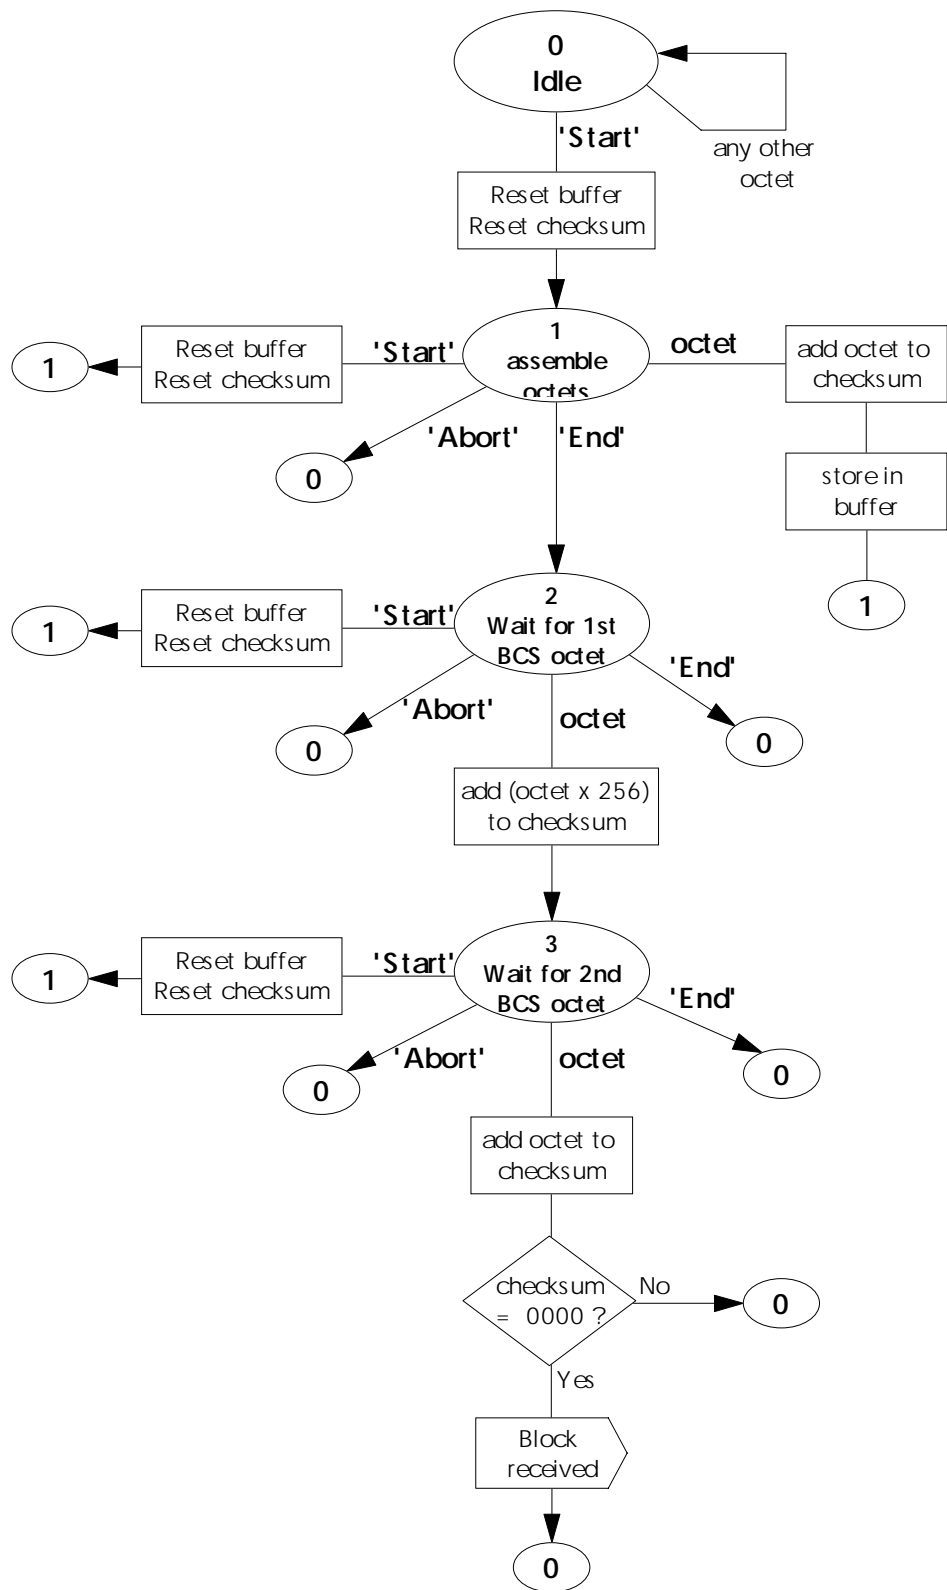 0
Idle
'Start'
any other
octet
Reset buffer
Reset checksum
1
Reset buffer
Reset checksum
'Start'
1
assemble
octets
octet
add octet to
checksum
'Abort'
'End'
0
store in
buffer
1
1
Reset buffer
Reset checksum
'Start'
2
Wait for 1st
BCS octet
'End'
'Abort'
octet
0
0
add (octet x 256)
to checksum
1
Reset buffer
Reset checksum
'Start'
3
Wait for 2nd
BCS octet
'End'
'Abort'
octet
0
0
add octet to
checksum
checksum
= 0000 ?
No
0
Yes
Block
received
0